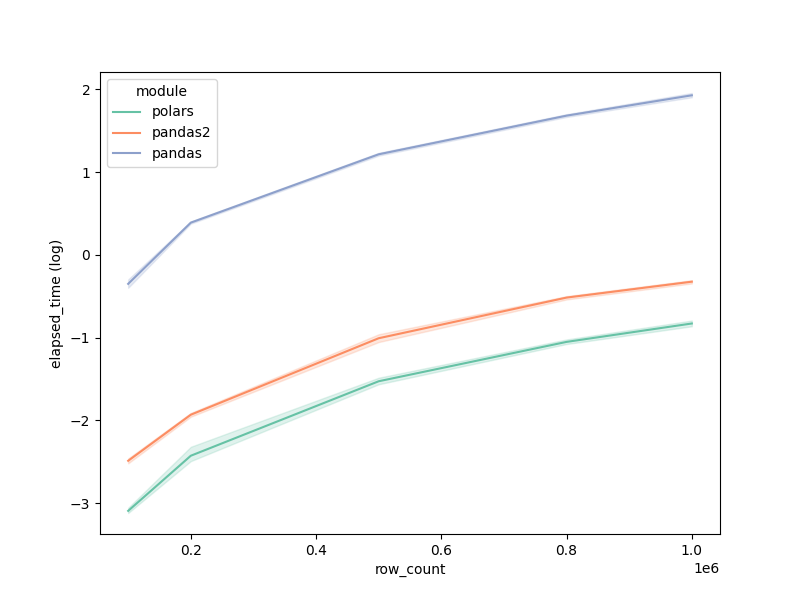 module
polars
pandas2
pandas
2
1
0
−1
−2
−3
elapsed_time (log)
0.2 0.4 0.6 0.8 1.0
1e6
row_count